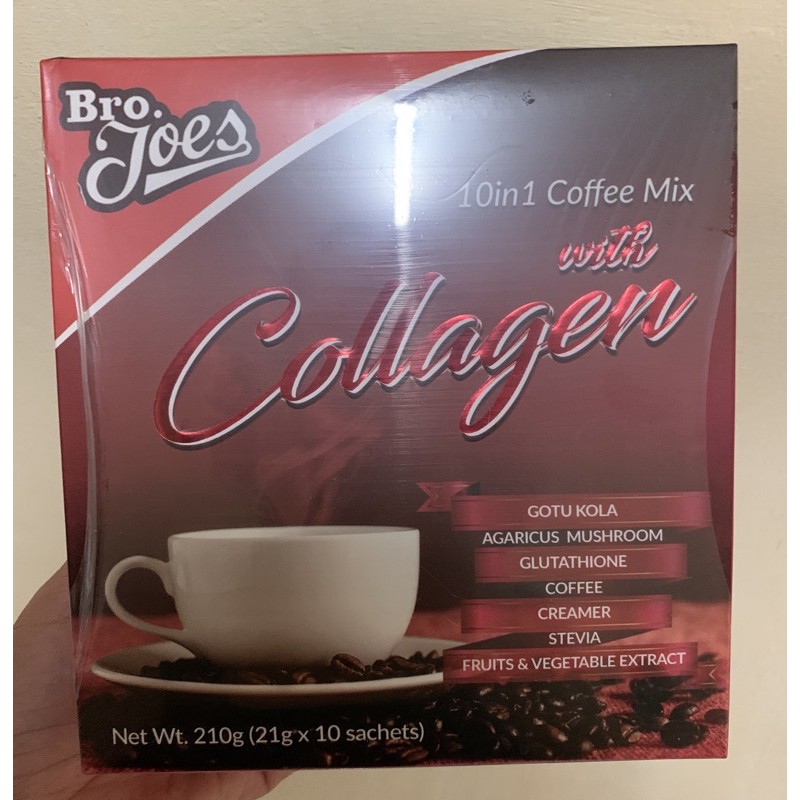 Bro.
Joes
10in1 Coffee Mix
with
Collagen
GOTU KOLA
AGARICUS MUSHROOM
GLUTATHIONE
COFFEE
CREAMER
STEVIA
FRUITS & VEGETABLE EXTRACT
Net Wt. 210g (21g x 10 sachets)